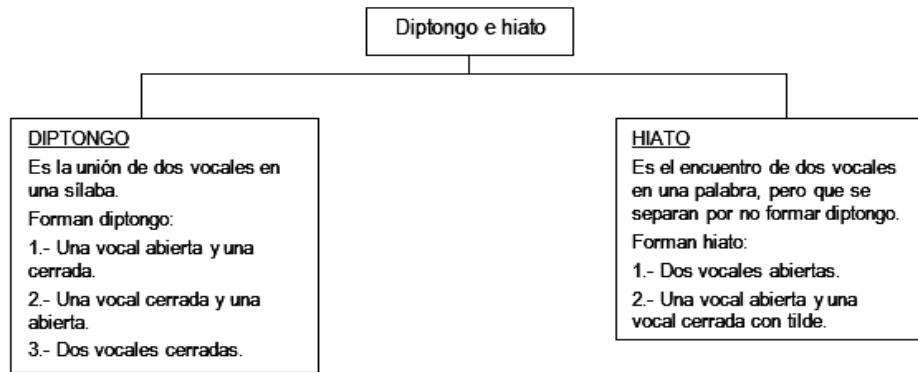 Diptongo e hiato
DIPTONGO
Es la unión de dos vocales en
una sílaba.
Forman diptongo:
1.- Una vocal abierta y una
cerrada.
2.- Una vocal cerrada y una
abierta.
3.- Dos vocales cerradas.
HIATO
Es el encuentro de dos vocales
en una palabra, pero que se
separan por no formar diptongo.
Forman hiato:
1.- Dos vocales abiertas.
2.- Una vocal abierta y una
vocal cerrada con tilde.